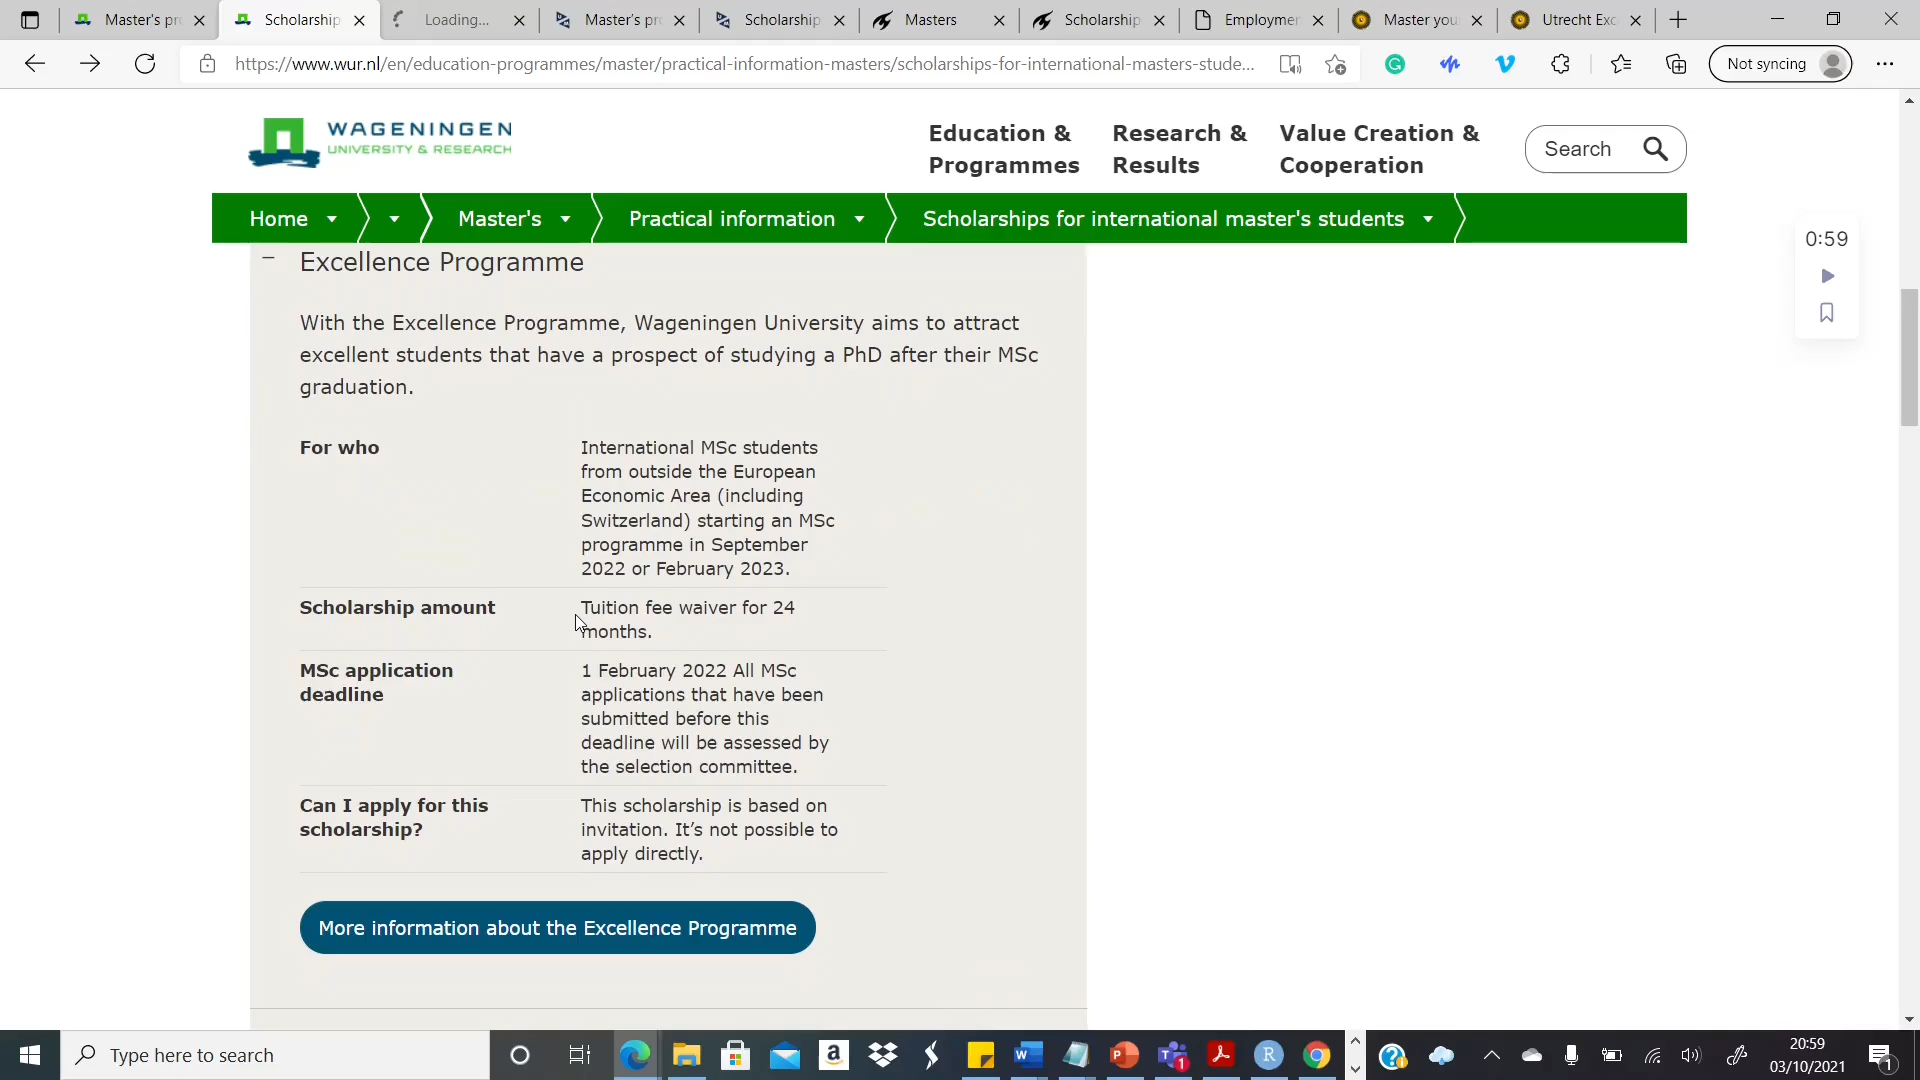 Master's pr
Scholarship
Loading...
Master's pr
Scholarship
Masters
Scholarship
Employmen
Master you
Utrecht Exc
https://www.wur.nl/en/education-programmes/master/practical-information-masters/scholarships-for-international-masters-stude...
Not syncing
WAGENINGEN
UNIVERSITY & RESEARCH
Education &
Programmes
Research &
Results
Value Creation &
Cooperation
Search
Home
Master's
Practical information
Scholarships for international master's students
0:59
Excellence Programme
With the Excellence Programme, Wageningen University aims to attract
excellent students that have a prospect of studying a PhD after their MSc
graduation.
For who
International MSc students
from outside the European
Economic Area (including
Switzerland) starting an MSc
programme in September
2022 or February 2023.
Scholarship amount
Tuition fee waiver for 24
months.
MSc application
deadline
1 February 2022 All MSc
applications that have been
submitted before this
deadline will be assessed by
the selection committee.
Can I apply for this
scholarship?
This scholarship is based on
invitation. It’s not possible to
apply directly.
More information about the Excellence Programme
Type here to search
20:59
03/10/2021